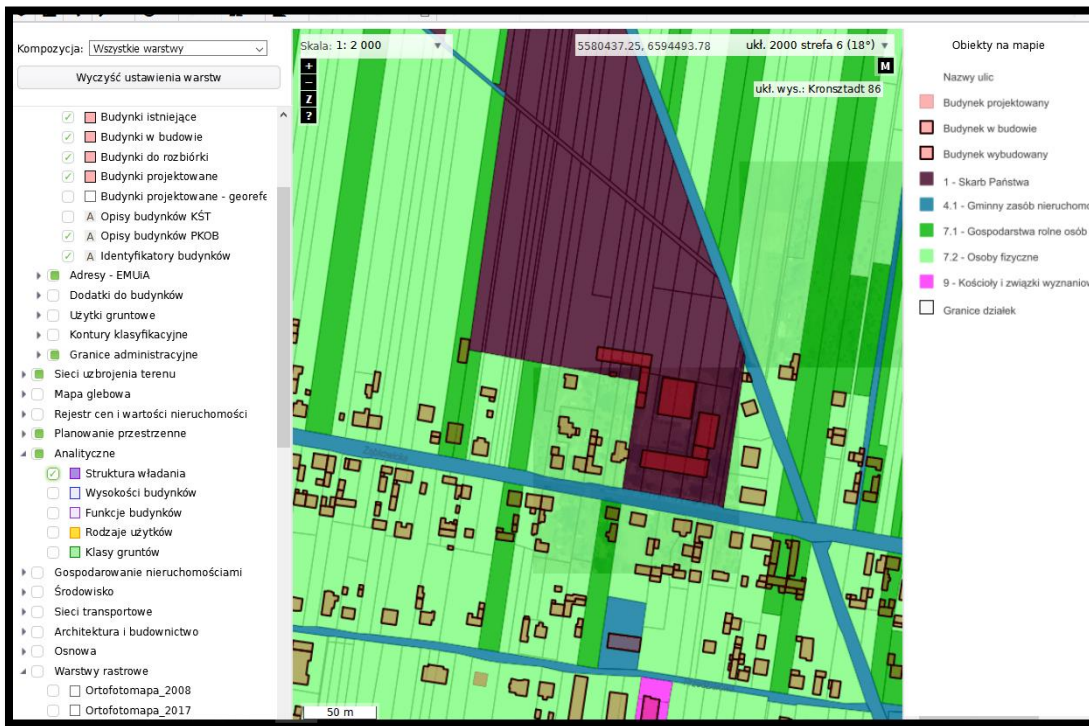 Kompozycja: Wszystkie warstwy
Wyczyść ustawienia warstw
Budynki istniejące
Budynki w budowie
Budynki do rozbiórki
Budynki projektowane
Budynki projektowane - georefe
A Opisy budynków KŚT
A Opisy budynków PKOB
A Identyfikatory budynków
Adresy - EMUiA
Dodatki do budynków
Użytki gruntowe
Kontury klasyfikacyjne
Granice administracyjne
Sieci uzbrojenia terenu
Mapa glebowa
Rejestr cen i wartości nieruchomości
Planowanie przestrzenne
Analityczne
Struktura władania
Wysokości budynków
Funkcje budynków
Rodzaje użytków
Klasy gruntów
Gospodarowanie nieruchomościami
Środowisko
Sieci transportowe
Architektura i budownictwo
Osnowa
Warstwy rastrowe
Ortofotomapa_2008
Ortofotomapa_2017
Skala: 1: 2 000
5580437.25, 6594493.78
ukł. 2000 strefa 6 (18°)
+
M
−
ukł. wys.: Kronsztadt 86
Z
?
50 m
Obiekty na mapie
Nazwy ulic
Budynek projektowany
Budynek w budowie
Budynek wybudowany
1 - Skarb Państwa
4.1 - Gminny zasób nieruchomo
7.1 - Gospodarstwa rolne osób
7.2 - Osoby fizyczne
9 - Kościoły i związki wyznaniow
Granice działek